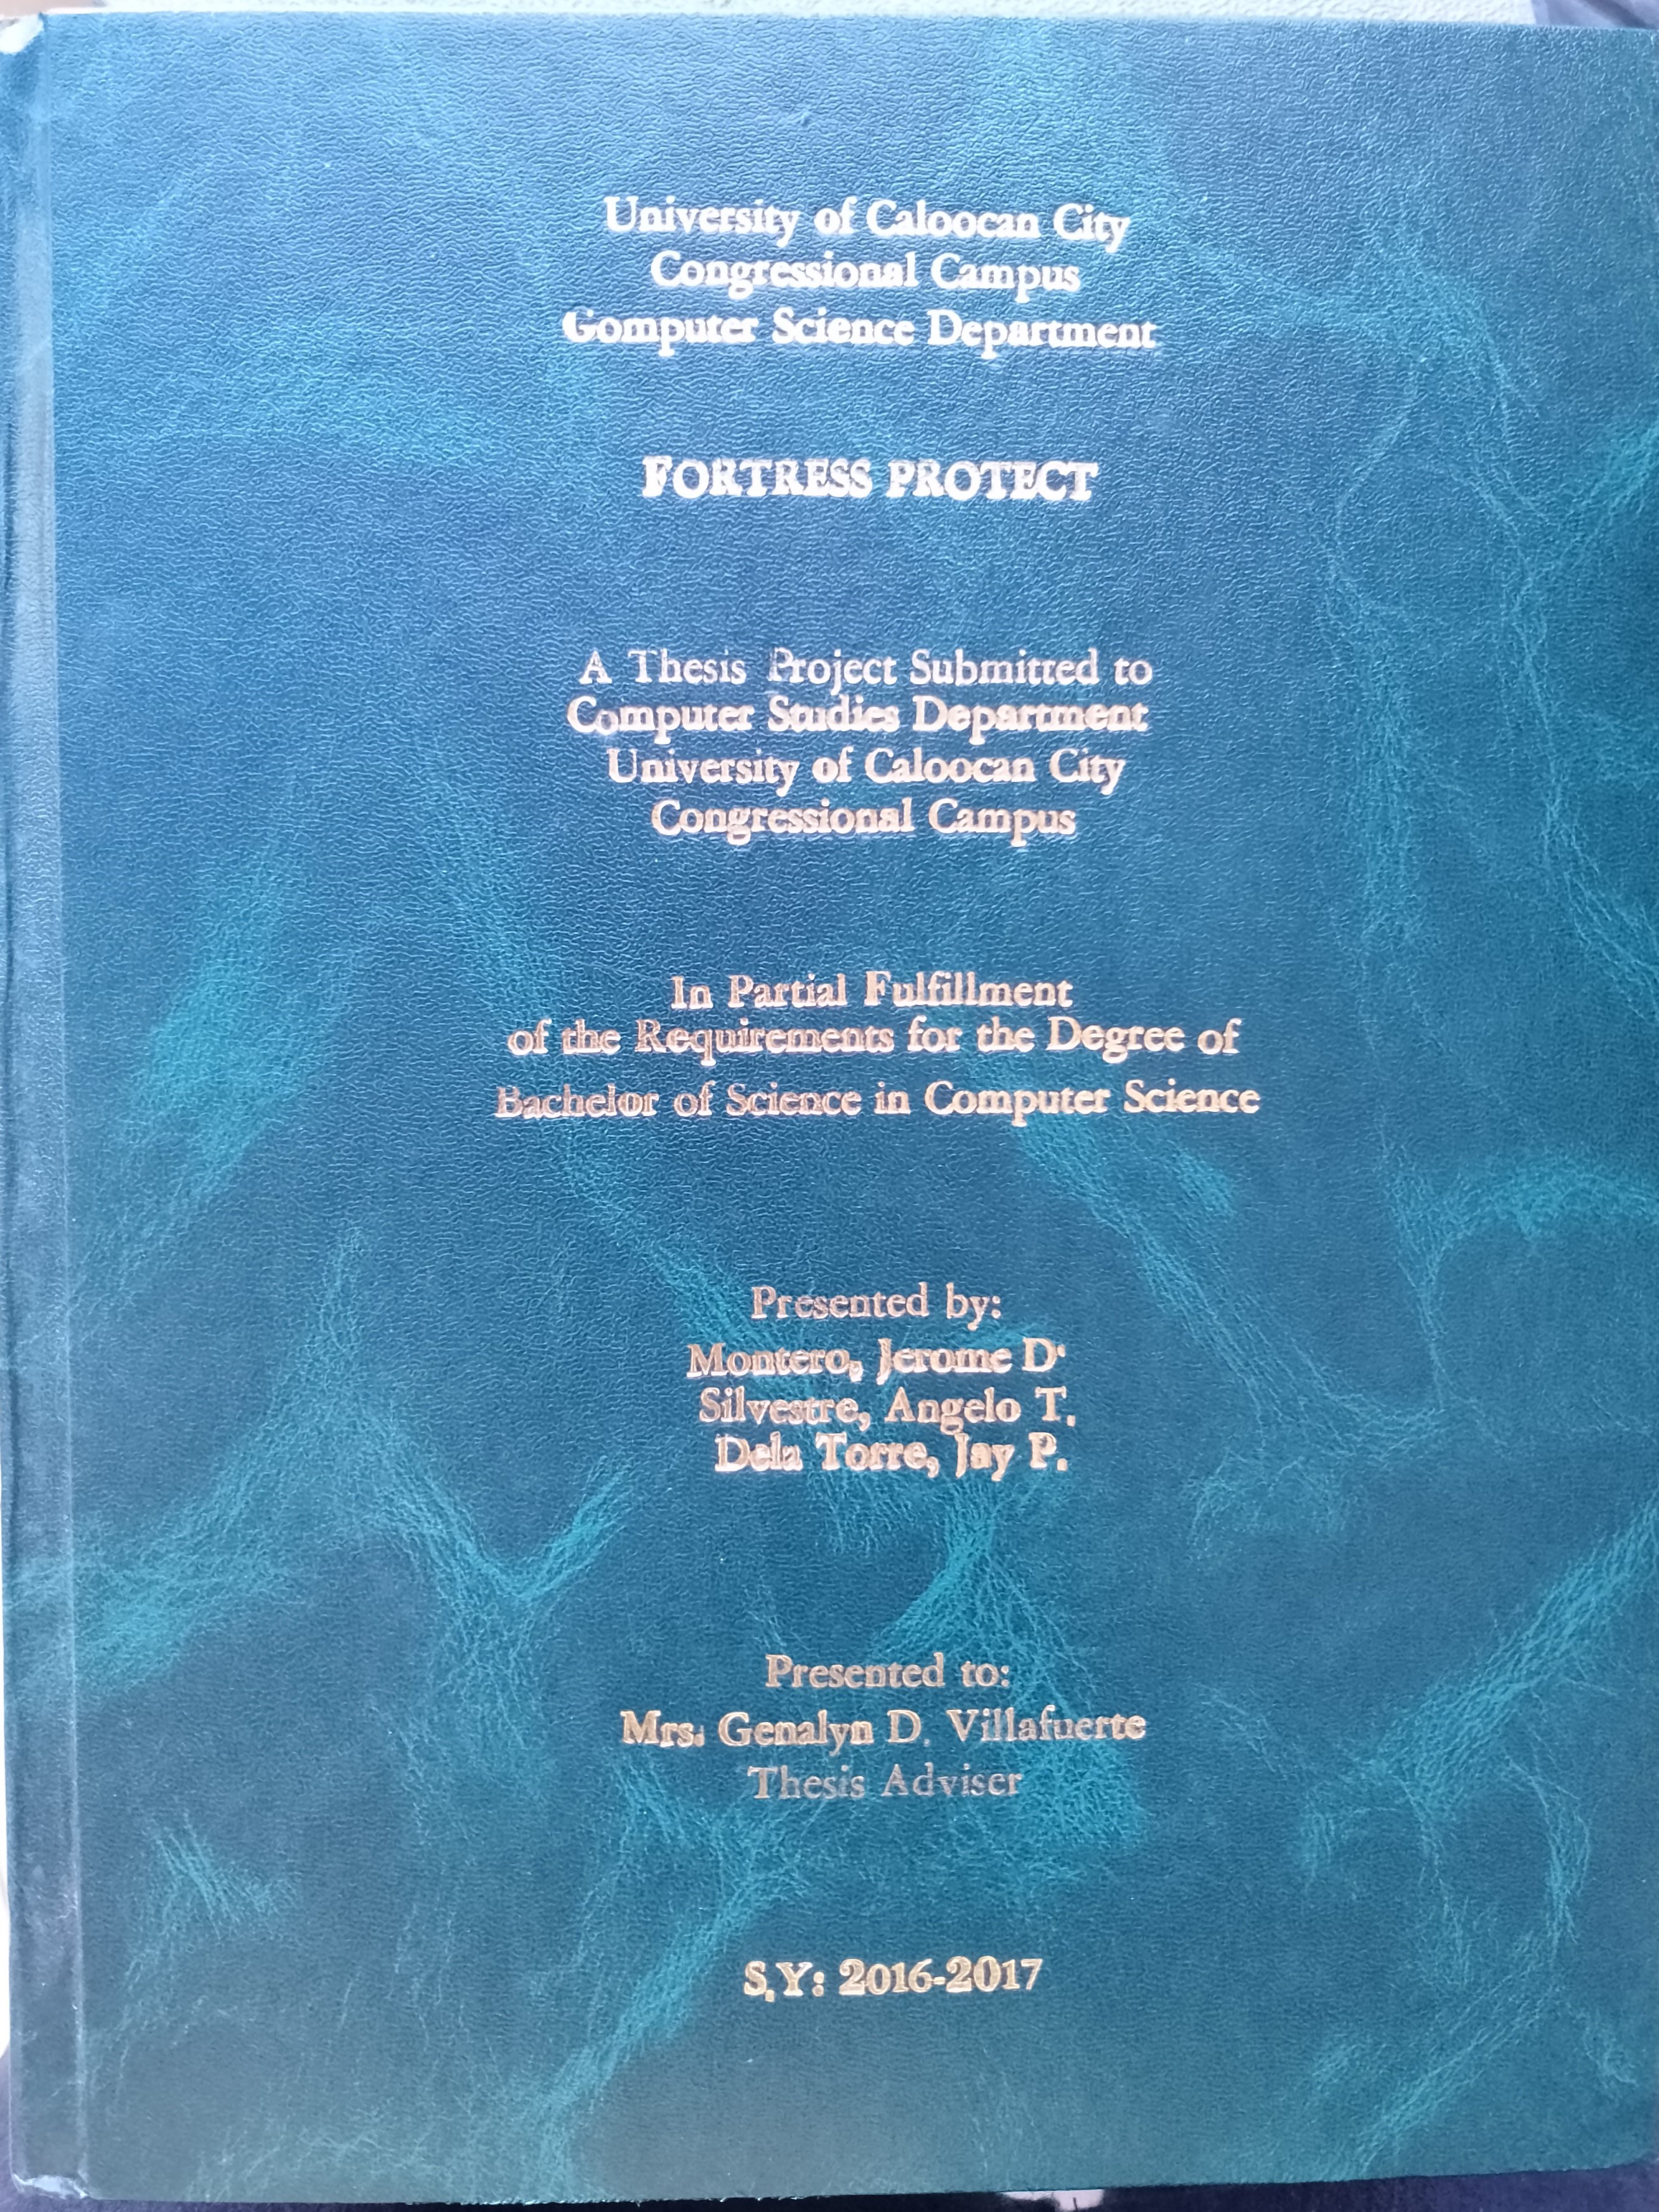 University of Caloocan City
Congressional Campus
Computer Science Department
FORTRESS PROTECT
A Thesis Project Submitted to
Computer Studies Department
University of Caloocan City
Congressional Campus
In Partial Fulfillment
of the Requirements for the Degree of
Bachelor of Science in Computer Science
Presented by:
Montero, Jerome D.
Silvestre, Angelo T.
Dela Torre, Jay P.
Presented to:
Mrs. Genalyn D. Villafuerte
Thesis Adviser
S.Y: 2016-2017